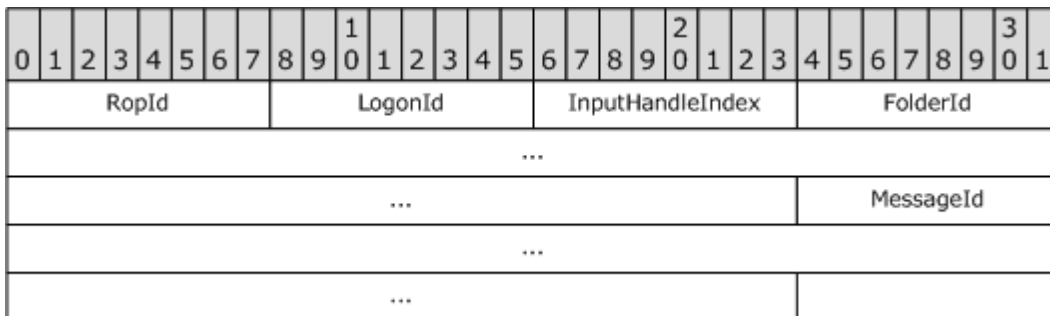 1 2 3
0 1 2 3 4 5 6 7 8 9 0 1 2 3 4 5 6 7 8 9 0 1 2 3 4 5 6 7 8 9 0 1
RopId LogonId InputHandleIndex FolderId
...
... MessageId
...
...